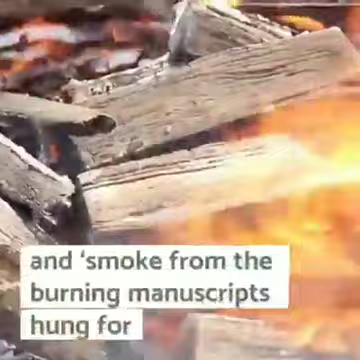 and ‘smoke from the
burning manuscripts
hung for